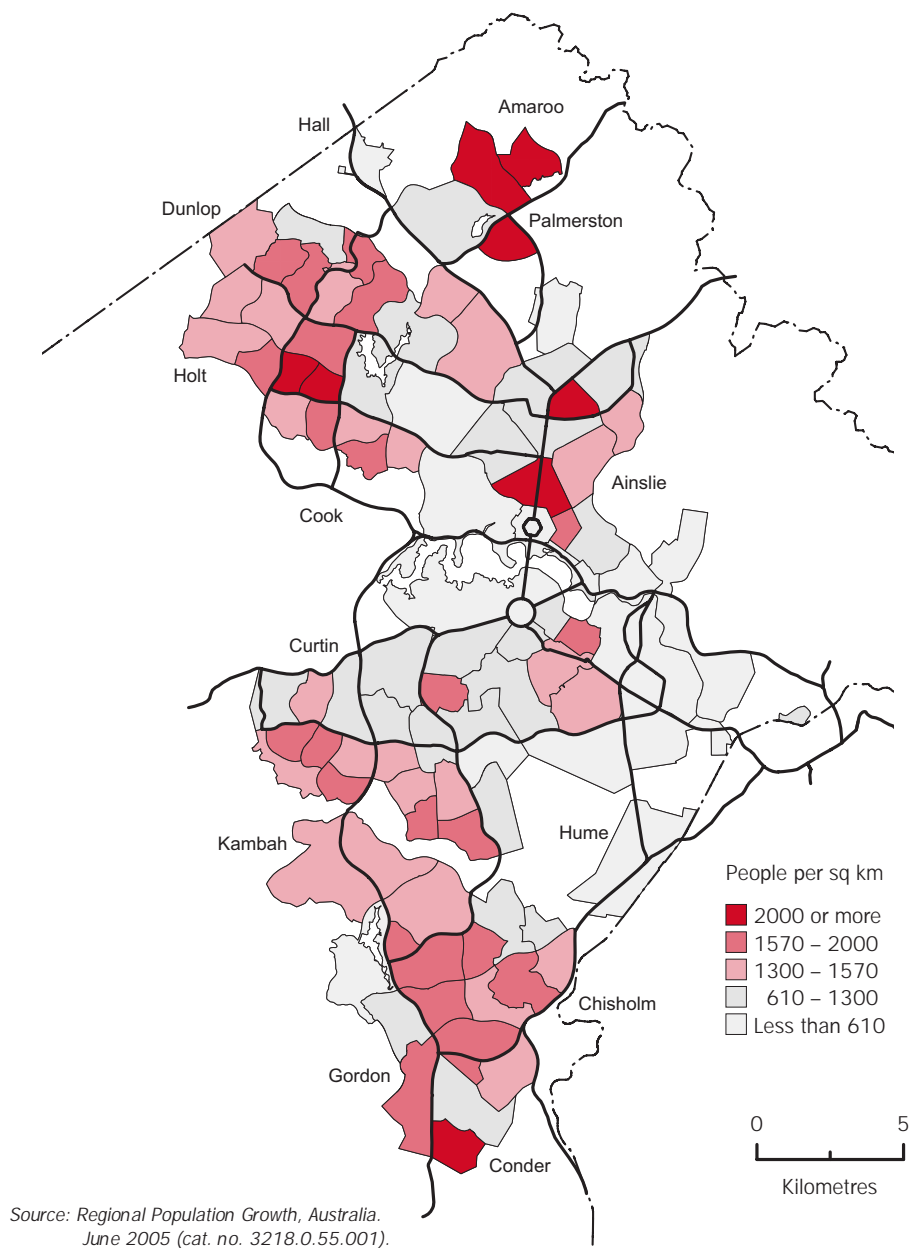 Amaroo
Hall
Dunlop
Palmerston
Holt
Ainslie
Cook
Curtin
Kambah
Hume
People per sq km
2000 or more
1570 – 2000
1300 – 1570
610 – 1300
Less than 610
Chisholm
Gordon
0 5
Kilometres
Conder
Source: Regional Population Growth, Australia.
June 2005 (cat. no. 3218.0.55.001).